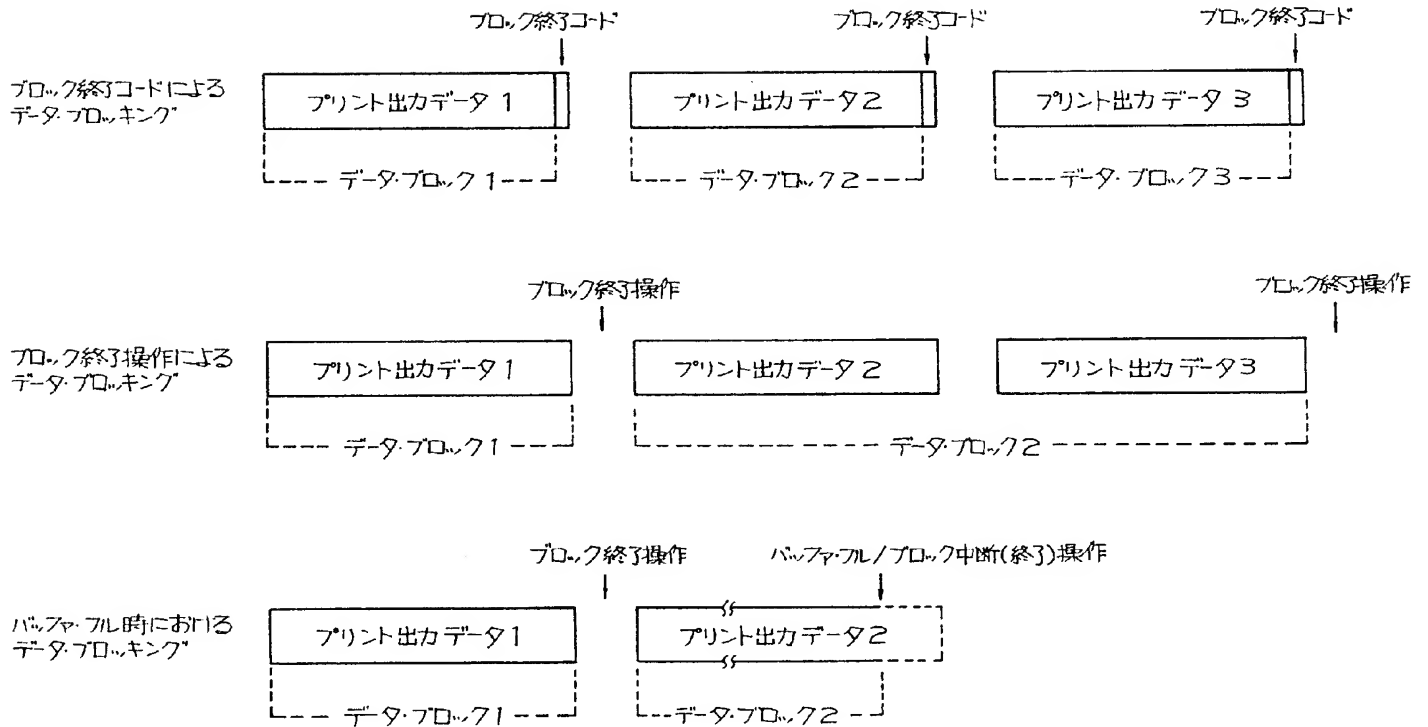 ブロック終了コード
ブロック終了コード
ブロック終了コード
ブロック終了コードによる
データ・ブロッキング
プリント出力データ1
プリント出力データ2
プリント出力データ3
データ・ブロック1
データ・ブロック2
データ・ブロック3
ブロック終了操作
ブロック終了操作
ブロック終了操作による
データ・ブロッキング
プリント出力データ1
プリント出力データ2
プリント出力データ3
データ・ブロック1
データ・ブロック2
ブロック終了操作
バッファ・フル/ブロック中断(終了)操作
バッファ・フル時における
データ・ブロッキング
プリント出力データ1
プリント出力データ2
データ・ブロック1
データ・ブロック2